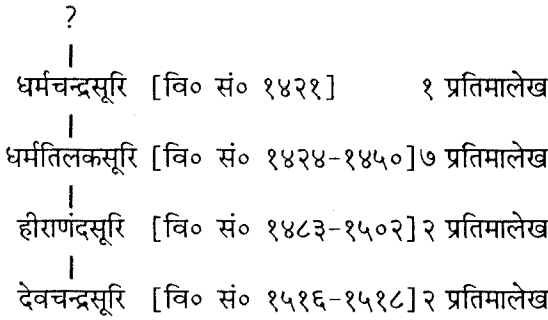 ?
धर्मचन्द्रसूरि [वि० सं० १४२१] १ प्रतिमालेख
धर्मतिलकसूरि [वि० सं० १४२४-१४५०] ७ प्रतिमालेख
हीराणंदसूरि [वि० सं० १४८३-१५०२] २ प्रतिमालेख
देवचन्द्रसूरि [वि० सं० १५१६-१५१८] २ प्रतिमालेख